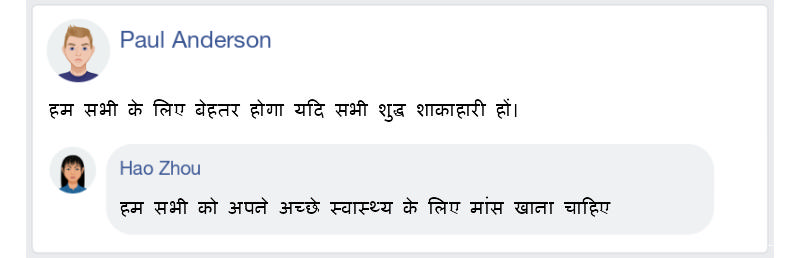 Paul Anderson
हम सभी के लिए बेहतर होगा यदि सभी शुद्ध शाकाहारी हों।
Hao Zhou
हम सभी को अपने अच्छे स्वास्थ्य के लिए मांस खाना चाहिए